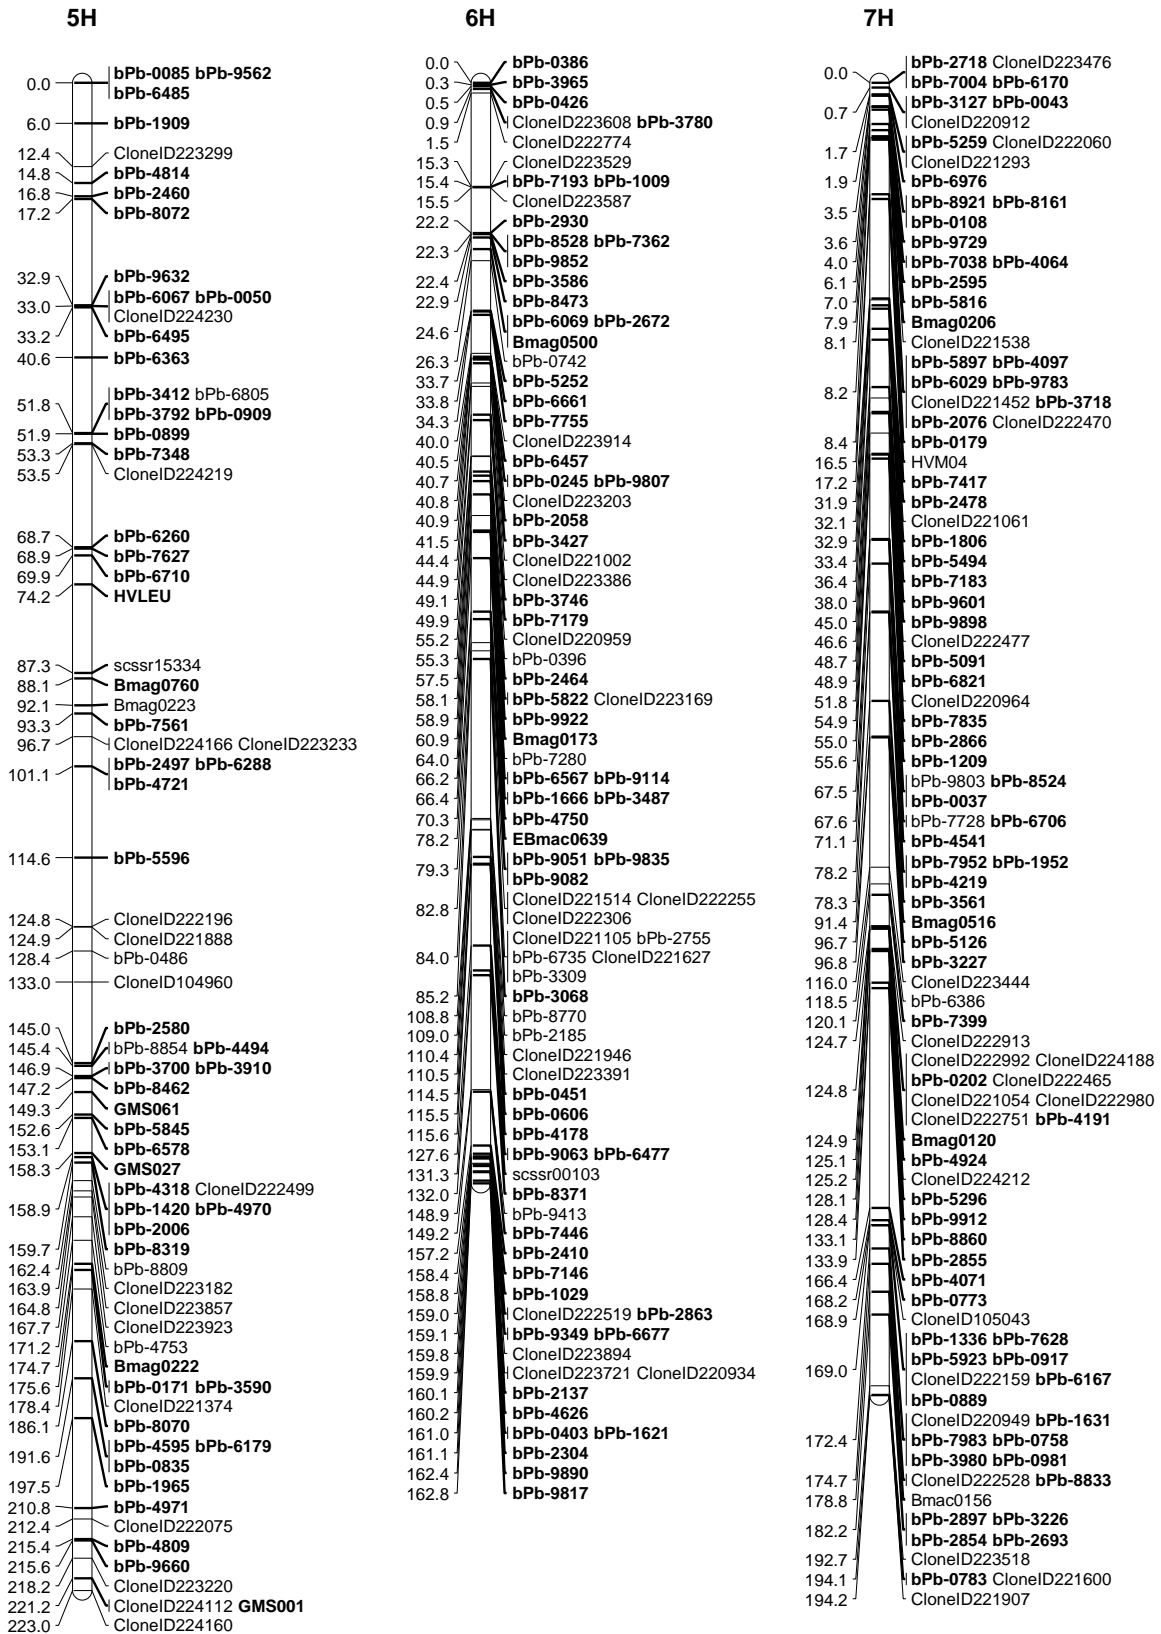 5H
0.0 bPb-0085 bPb-9562
bPb-6485
6.0 bPb-1909
12.4 CloneID223299
14.8 bPb-4814
16.8 bPb-2460
17.2 bPb-8072
32.9 bPb-9632
33.0 bPb-6067 bPb-0050
CloneID224230
33.2 bPb-6495
40.6 bPb-6363
51.8 bPb-3412 bPb-6805
bPb-3792 bPb-0909
51.9 bPb-0899
53.3 bPb-7348
53.5 CloneID224219
68.7 bPb-6260
68.9 bPb-7627
69.9 bPb-6710
74.2 HVLEU
87.3 scssr15334
88.1 Bmag0760
92.1 Bmag0223
93.3 bPb-7561
96.7 CloneID224166 CloneID223233
101.1 bPb-2497 bPb-6288
bPb-4721
114.6 bPb-5596
124.8 CloneID222196
124.9 CloneID221888
128.4 bPb-0486
133.0 CloneID104960
145.0 bPb-2580
145.4 bPb-8854 bPb-4494
146.9 bPb-3700 bPb-3910
147.2 bPb-8462
149.3 GMS061
152.6 bPb-5845
153.1 bPb-6578
158.3 GMS027
158.9 bPb-4318 CloneID222499
bPb-1420 bPb-4970
bPb-2006
159.7 bPb-8319
162.4 bPb-8809
163.9 CloneID223182
164.8 CloneID223857
167.7 CloneID223923
171.2 bPb-4753
174.7 Bmag0222
175.6 bPb-0171 bPb-3590
178.4 CloneID221374
186.1 bPb-8070
191.6 bPb-4595 bPb-6179
bPb-0835
197.5 bPb-1965
210.8 bPb-4971
212.4 CloneID222075
215.4 bPb-4809
215.6 bPb-9660
218.2 CloneID223220
221.2 CloneID224112 GMS001
223.0 CloneID224160
6H
0.0 bPb-0386
0.3 bPb-3965
0.5 bPb-0426
0.9 CloneID223608 bPb-3780
1.5 CloneID222774
15.3 CloneID223529
15.4 bPb-7193 bPb-1009
15.5 CloneID223587
22.2 bPb-2930
22.3 bPb-8528 bPb-7362
bPb-9852
22.4 bPb-3586
22.9 bPb-8473
24.6 bPb-6069 bPb-2672
Bmag0500
26.3 bPb-0742
33.7 bPb-5252
33.8 bPb-6661
34.3 bPb-7755
40.0 CloneID223914
40.5 bPb-6457
40.7 bPb-0245 bPb-9807
40.8 CloneID223203
40.9 bPb-2058
41.5 bPb-3427
44.4 CloneID221002
44.9 CloneID223386
49.1 bPb-3746
49.9 bPb-7179
55.2 CloneID220959
55.3 bPb-0396
57.5 bPb-2464
58.1 bPb-5822 CloneID223169
58.9 bPb-9922
60.9 Bmag0173
64.0 bPb-7280
66.2 bPb-6567 bPb-9114
66.4 bPb-1666 bPb-3487
70.3 bPb-4750
78.2 EBmac0639
79.3 bPb-9051 bPb-9835
bPb-9082
82.8 CloneID221514 CloneID222255
CloneID222306
84.0 CloneID221105 bPb-2755
bPb-6735 CloneID221627
bPb-3309
85.2 bPb-3068
108.8 bPb-8770
109.0 bPb-2185
110.4 CloneID221946
110.5 CloneID223391
114.5 bPb-0451
115.5 bPb-0606
115.6 bPb-4178
127.6 bPb-9063 bPb-6477
131.3 scssr00103
132.0 bPb-8371
148.9 bPb-9413
149.2 bPb-7446
157.2 bPb-2410
158.4 bPb-7146
158.8 bPb-1029
159.0 CloneID222519 bPb-2863
159.1 bPb-9349 bPb-6677
159.8 CloneID223894
159.9 CloneID223721 CloneID220934
160.1 bPb-2137
160.2 bPb-4626
161.0 bPb-0403 bPb-1621
161.1 bPb-2304
162.4 bPb-9890
162.8 bPb-9817
7H
0.0 bPb-2718 CloneID223476
bPb-7004 bPb-6170
0.7 bPb-3127 bPb-0043
CloneID220912
1.7 bPb-5259 CloneID222060
CloneID221293
1.9 bPb-6976
3.5 bPb-8921 bPb-8161
bPb-0108
3.6 bPb-9729
4.0 bPb-7038 bPb-4064
6.1 bPb-2595
7.0 bPb-5816
7.9 Bmag0206
8.1 CloneID221538
8.2 bPb-5897 bPb-4097
bPb-6029 bPb-9783
CloneID221452 bPb-3718
bPb-2076 CloneID222470
8.4 bPb-0179
16.5 HVM04
17.2 bPb-7417
31.9 bPb-2478
32.1 CloneID221061
32.9 bPb-1806
33.4 bPb-5494
36.4 bPb-7183
38.0 bPb-9601
45.0 bPb-9898
46.6 CloneID222477
48.7 bPb-5091
48.9 bPb-6821
51.8 CloneID220964
54.9 bPb-7835
55.0 bPb-2866
55.6 bPb-1209
67.5 bPb-9803 bPb-8524
bPb-0037
67.6 bPb-7728 bPb-6706
71.1 bPb-4541
78.2 bPb-7952 bPb-1952
bPb-4219
78.3 bPb-3561
91.4 Bmag0516
96.7 bPb-5126
96.8 bPb-3227
116.0 CloneID223444
118.5 bPb-6386
120.1 bPb-7399
124.7 CloneID222913
124.8 CloneID222992 CloneID224188
bPb-0202 CloneID222465
CloneID221054 CloneID222980
CloneID222751 bPb-4191
124.9 Bmag0120
125.1 bPb-4924
125.2 CloneID224212
128.1 bPb-5296
128.4 bPb-9912
133.1 bPb-8860
133.9 bPb-2855
166.4 bPb-4071
168.2 bPb-0773
168.9 CloneID105043
169.0 bPb-1336 bPb-7628
bPb-5923 bPb-0917
CloneID222159 bPb-6167
bPb-0889
172.4 CloneID220949 bPb-1631
bPb-7983 bPb-0758
bPb-3980 bPb-0981
174.7 CloneID222528 bPb-8833
178.8 Bmac0156
182.2 bPb-2897 bPb-3226
bPb-2854 bPb-2693
192.7 CloneID223518
194.1 bPb-0783 CloneID221600
194.2 CloneID221907